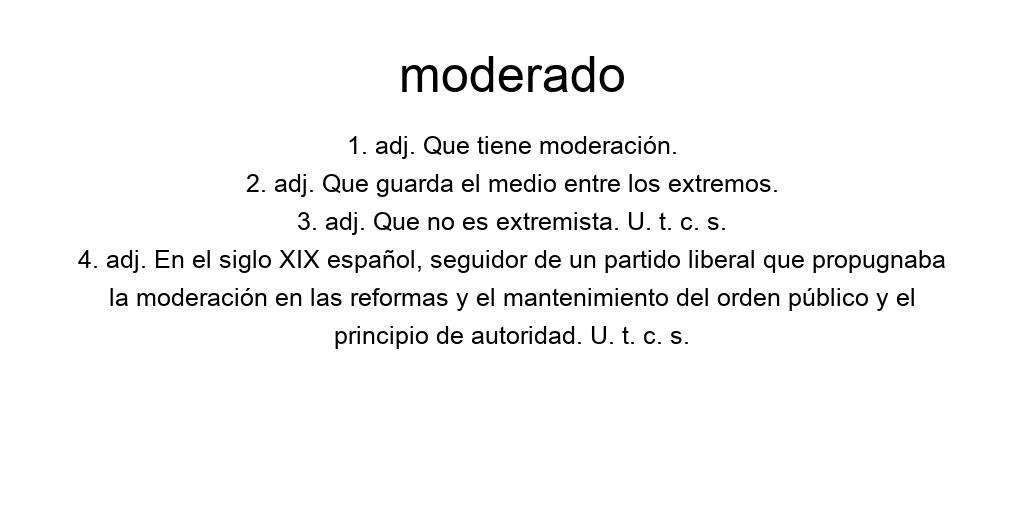 moderado
1. adj. Que tiene moderación.
2. adj. Que guarda el medio entre los extremos.
3. adj. Que no es extremista. U. t. c. s.
4. adj. En el siglo XIX español, seguidor de un partido liberal que propugnaba
la moderación en las reformas y el mantenimiento del orden público y el
principio de autoridad. U. t. c. s.